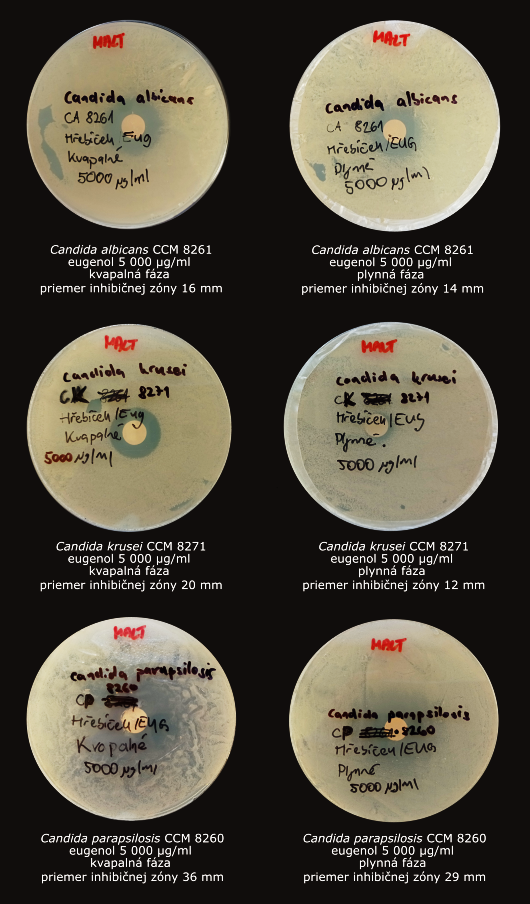 MALT
Candida albicans
CA 8261
Hřebíček/Eug
Kvapalné
5000 µg/ml
Candida albicans CCM 8261
eugenol 5 000 µg/ml
kvapalná fáza
priemer inhibičnej zóny 16 mm
MALT
Candida albicans
CA 8261
Hřebíček/EUG
Plynné
5000 µg/ml
Candida albicans CCM 8261
eugenol 5 000 µg/ml
plynná fáza
priemer inhibičnej zóny 14 mm
MALT
candida krusei
CK 8271
Hřebíček/Eug
Kvapalné
5000 µg/ml
Candida krusei CCM 8271
eugenol 5 000 µg/ml
kvapalná fáza
priemer inhibičnej zóny 20 mm
MALT
candida krusei
CK 8271
Hřebíček/EUG
Plynné.
5000 µg/ml
Candida krusei CCM 8271
eugenol 5 000 µg/ml
plynná fáza
priemer inhibičnej zóny 12 mm
MALT
candida parapsilosis
8260
CP
Hřebíček/EUG
Kvapalné
5000 µg/ml
Candida parapsilosis CCM 8260
eugenol 5 000 µg/ml
kvapalná fáza
priemer inhibičnej zóny 36 mm
MALT
Candida parapsilosis
CP 8260
Hřebíček/EUG
Plynné
5000 µg/ml
Candida parapsilosis CCM 8260
eugenol 5 000 µg/ml
plynná fáza
priemer inhibičnej zóny 29 mm